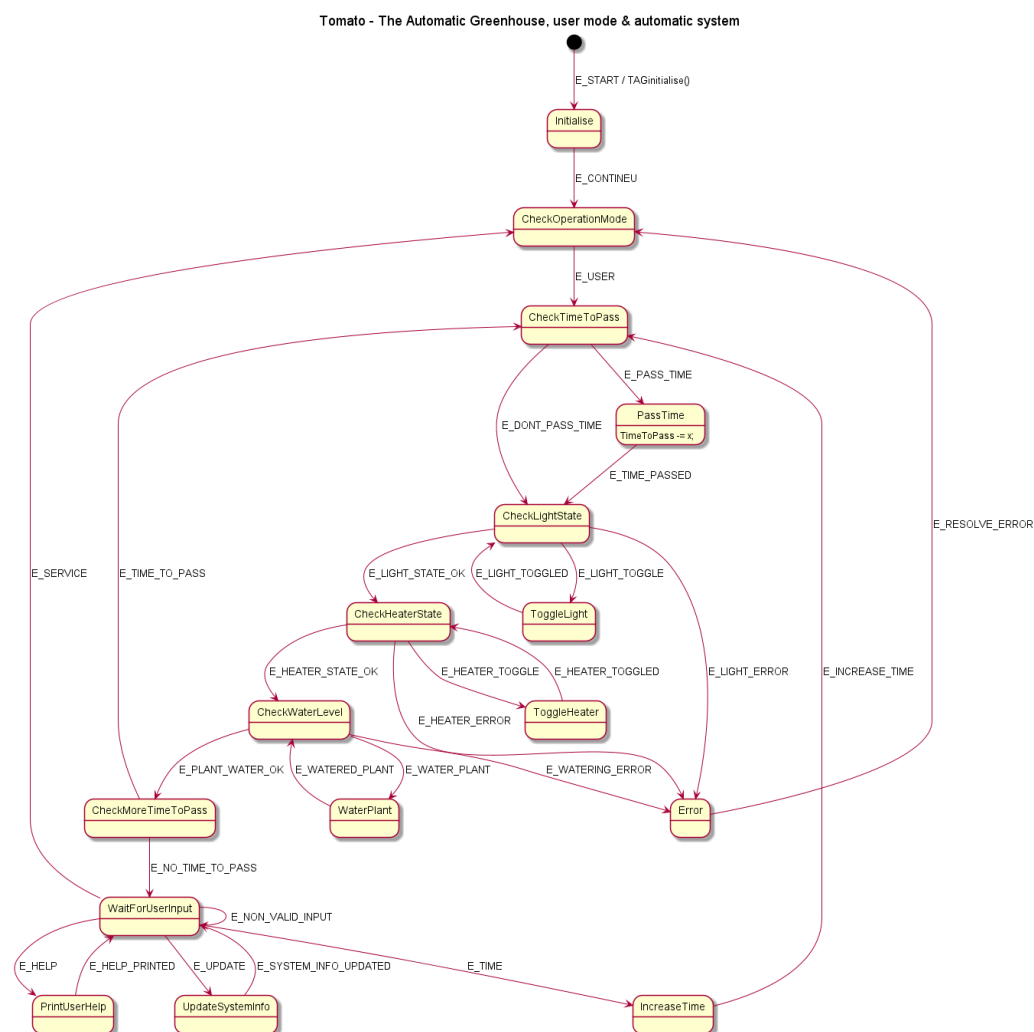 Tomato - The Automatic Greenhouse, user mode & automatic system
E_START / TAGinitialise()
Initialise
E_CONTINEU
CheckOperationMode
E_USER
CheckTimeToPass
E_PASS_TIME
PassTime
E_DONT_PASS_TIME
TimeToPass -= x;
E_TIME_PASSED
CheckLightState
E_RESOLVE_ERROR
E_SERVICE
E_TIME_TO_PASS
E_LIGHT_STATE_OK
E_LIGHT_TOGGLED
E_LIGHT_TOGGLE
CheckHeaterState
ToggleLight
E_HEATER_STATE_OK
E_HEATER_TOGGLE
E_HEATER_TOGGLED
E_LIGHT_ERROR
E_INCREASE_TIME
CheckWaterLevel
E_HEATER_ERROR
ToggleHeater
E_PLANT_WATER_OK
E_WATERED_PLANT
E_WATER_PLANT
E_WATERING_ERROR
CheckMoreTimeToPass
WaterPlant
Error
E_NO_TIME_TO_PASS
WaitForUserInput
E_NON_VALID_INPUT
E_HELP
E_HELP_PRINTED
E_UPDATE
E_SYSTEM_INFO_UPDATED
E_TIME
PrintUserHelp
UpdateSystemInfo
IncreaseTime